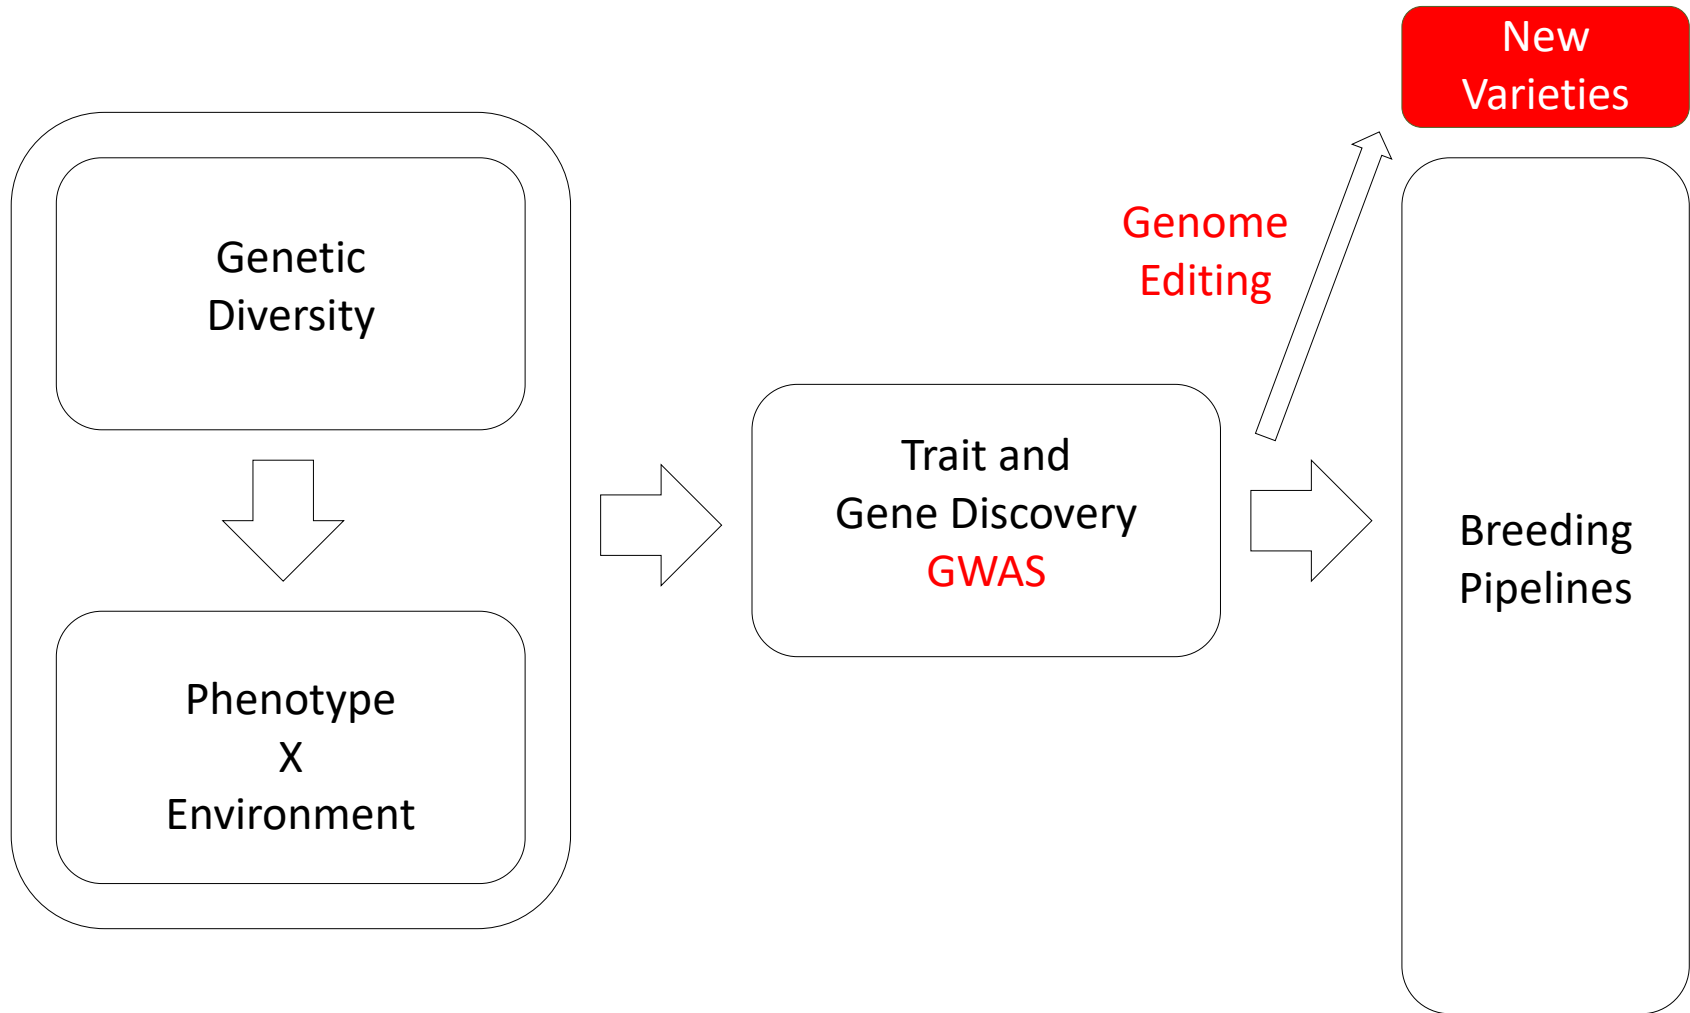 Genetic
Diversity
Phenotype
X
Environment
Trait and
Gene Discovery
GWAS
Genome
Editing
New
Varieties
Breeding
Pipelines